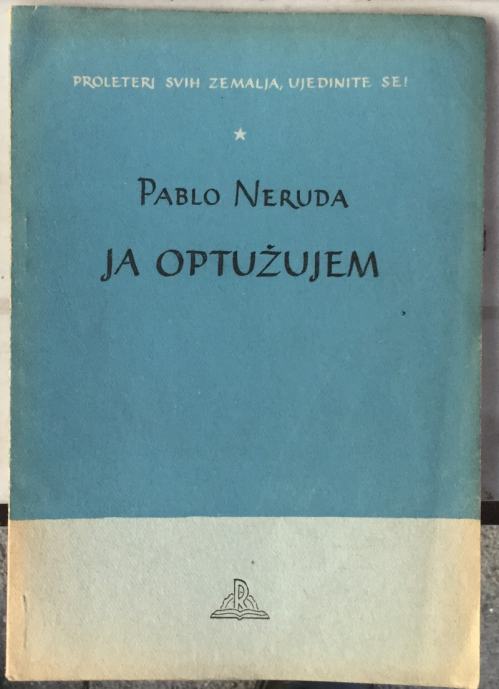 PROLETERI SVIH ZEMALJA, UJEDINITE SE!
PABLO NERUDA
JA OPTUŽUJEM